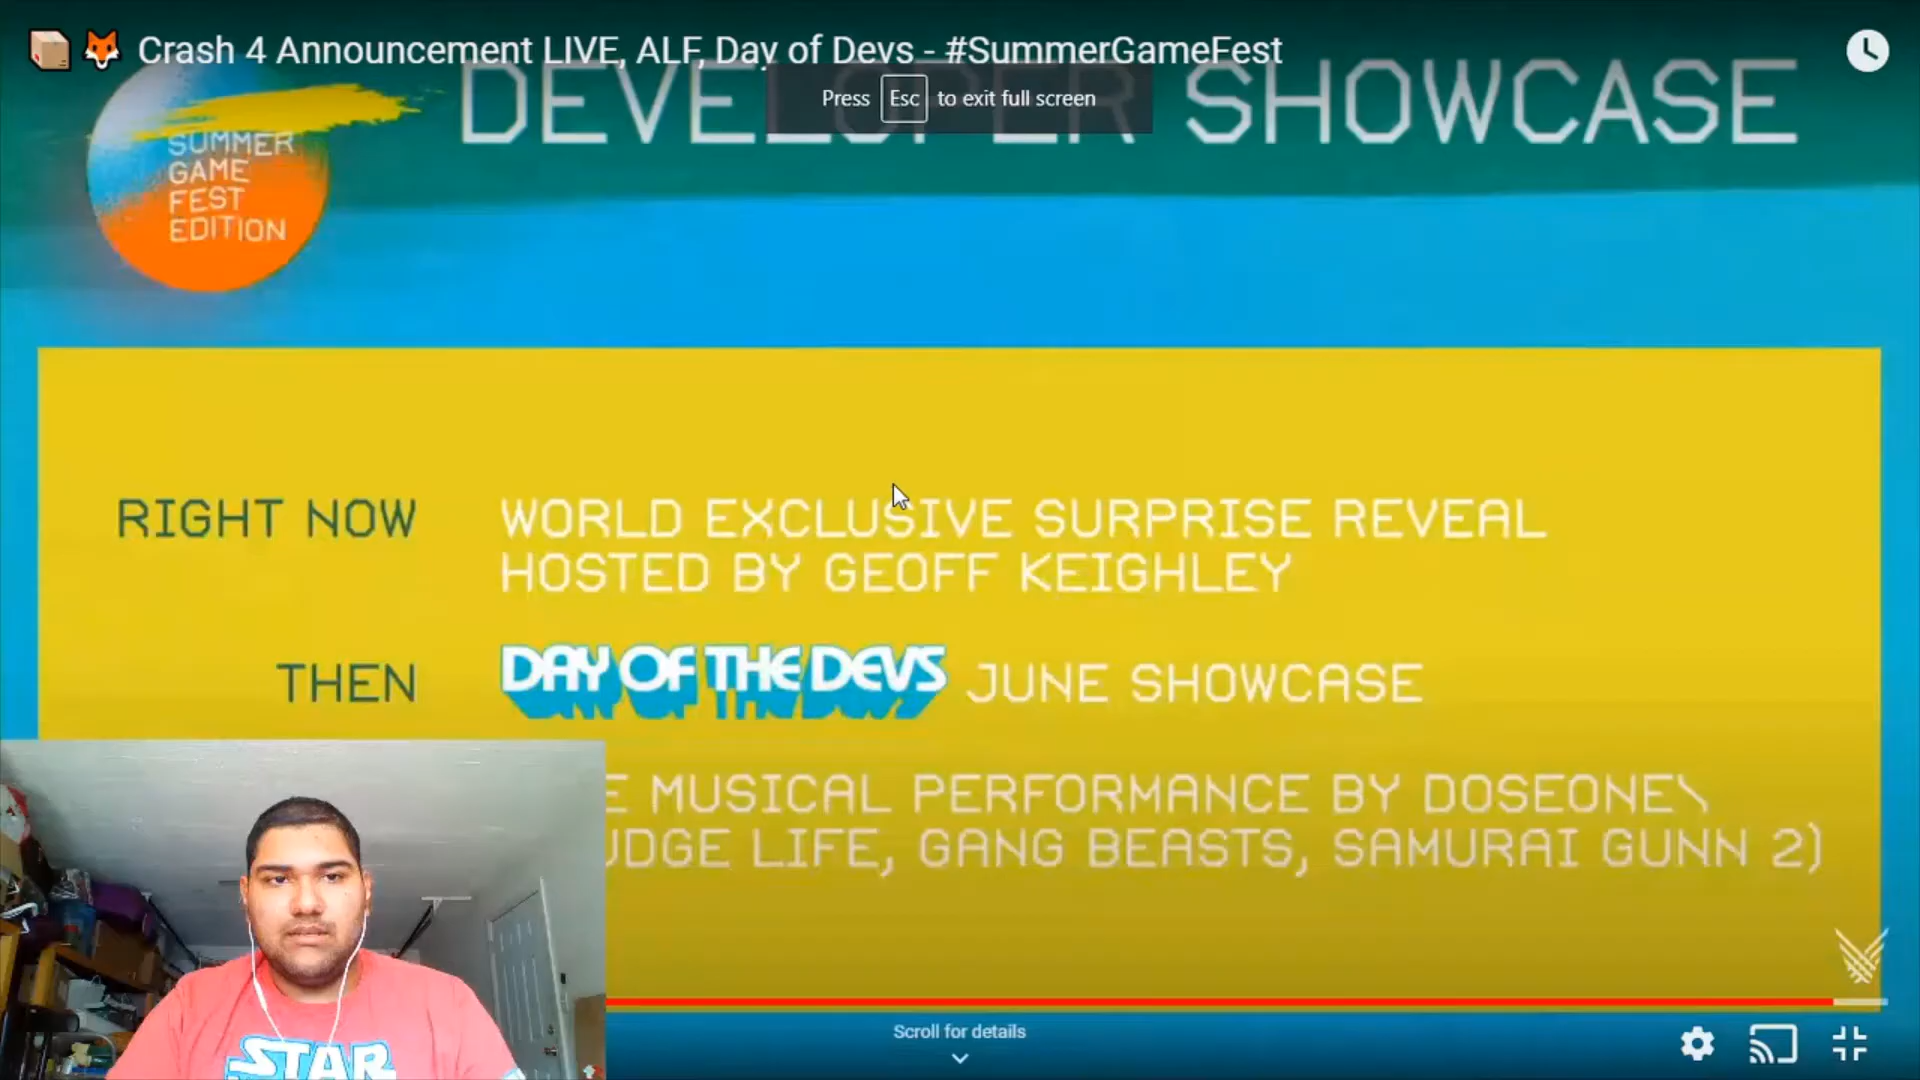 Crash 4 Announcement LIVE, ALF, Day of Devs - #SummerGameFest
SHOWCASE
Press Esc to exit full screen
SUMMER
GAME
FEST
EDITION
RIGHT NOW
WORLD EXCLUSIVE SURPRISE REVEAL
HOSTED BY GEOFF KEIGHLEY
THEN
DAY OF THE DEVS JUNE SHOWCASE
MUSICAL PERFORMANCE BY DOSEONE\
LIFE, GANG BEASTS, SAMURAI GUNN 2)
STAR
Scroll for details